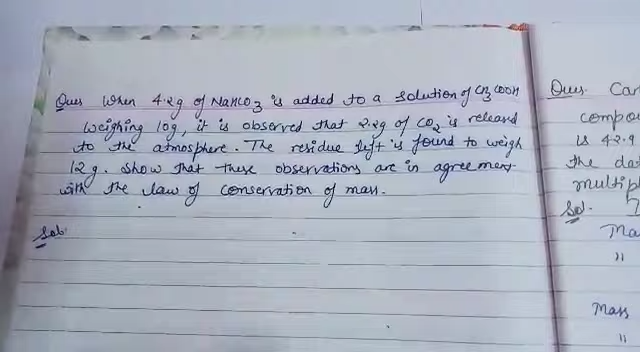 Ques When 4.2g of NaHCO3 is added to a solution of CH3COOH
weighing 10g, it is observed that 2.2g of CO2 is released
to the atmosphere. The residue left is found to weigh
12g. Show that these observations are in agreement
with the law of conservation of mass.
Sol:
Ques. Car
compou
is 42.9
the da
multipl
Sol.
Ma
"
Mass
"